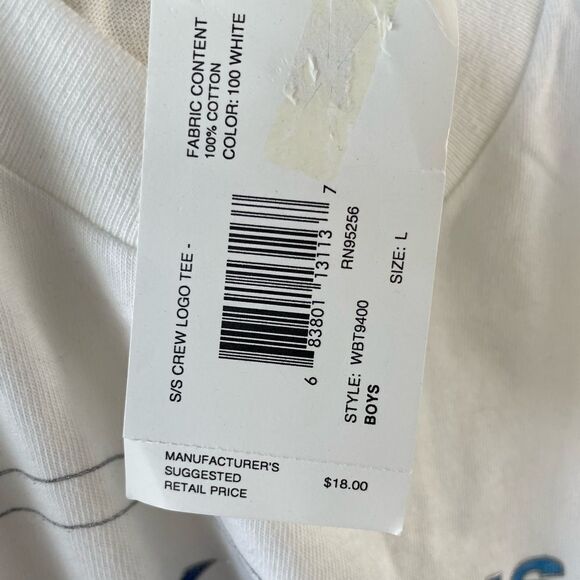 S/S CREW LOGO TEE -
FABRIC CONTENT
100% COTTON
COLOR: 100 WHITE
6 83801 13113 7
RN95256
STYLE: WBT9400
SIZE: L
BOYS
MANUFACTURER'S
SUGGESTED
RETAIL PRICE
$18.00